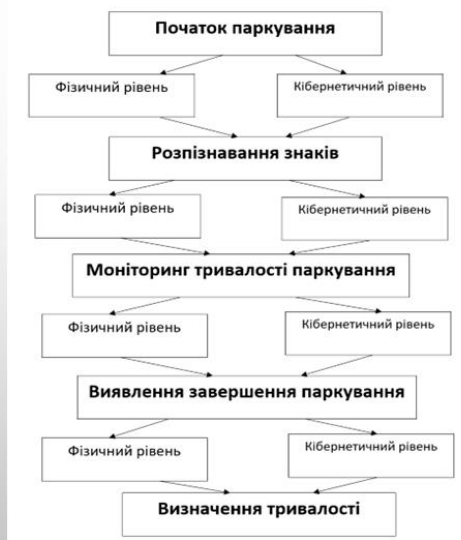 Початок паркування
Фізичний рівень
Кібернетичний рівень
Розпізнавання знаків
Фізичний рівень
Кібернетичний рівень
Моніторинг тривалості паркування
Фізичний рівень
Кібернетичний рівень
Виявлення завершення паркування
Фізичний рівень
Кібернетичний рівень
Визначення тривалості